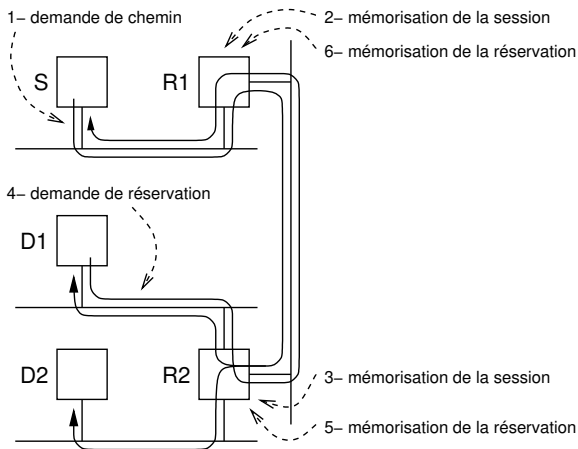 1– demande de chemin
2– mémorisation de la session
6– mémorisation de la réservation
S
R1
4– demande de réservation
D1
D2
R2
3– mémorisation de la session
5– mémorisation de la réservation